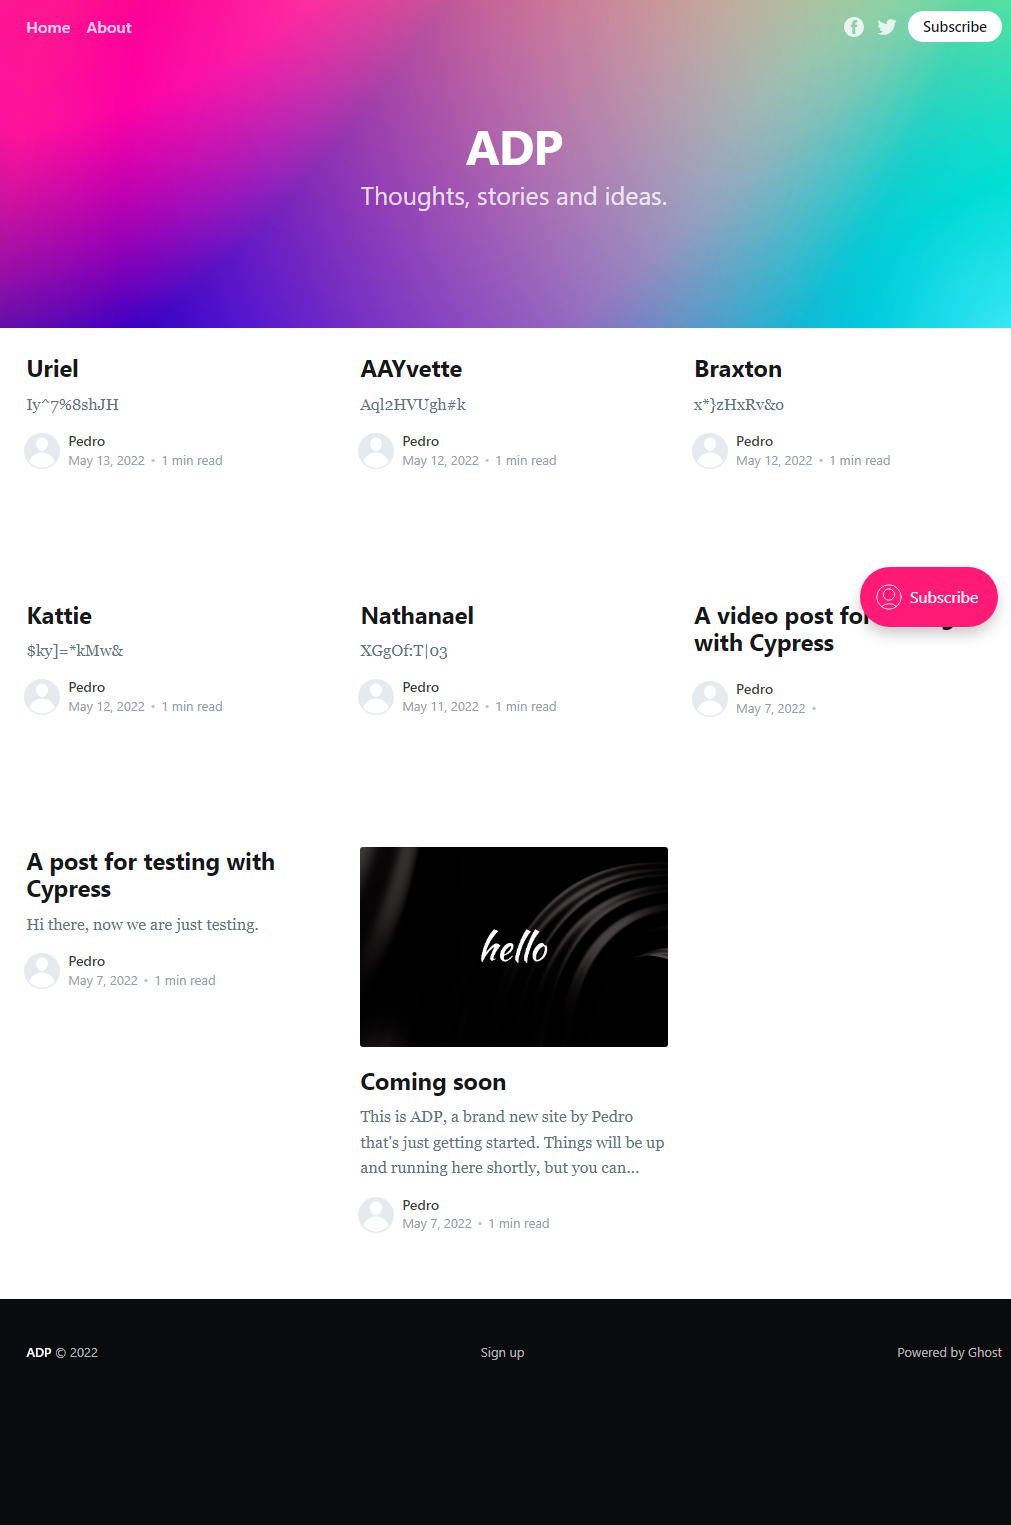 Home About
Subscribe
ADP
Thoughts, stories and ideas.
Uriel
Iy^7%8shJH
Pedro
May 13, 2022 • 1 min read
AAYvette
Aql2HVUgh#k
Pedro
May 12, 2022 • 1 min read
Braxton
x*}zHxRv&o
Pedro
May 12, 2022 • 1 min read
Kattie
$ky]=*kMw&
Pedro
May 12, 2022 • 1 min read
Nathanael
XGgOf:T|03
Pedro
May 11, 2022 • 1 min read
A video post
with Cypress
Pedro
May 7, 2022 •
Subscribe
A post for testing with
Cypress
Hi there, now we are just testing.
Pedro
May 7, 2022 • 1 min read
hello
Coming soon
This is ADP, a brand new site by Pedro
that's just getting started. Things will be up
and running here shortly, but you can...
Pedro
May 7, 2022 • 1 min read
ADP © 2022
Sign up
Powered by Ghost